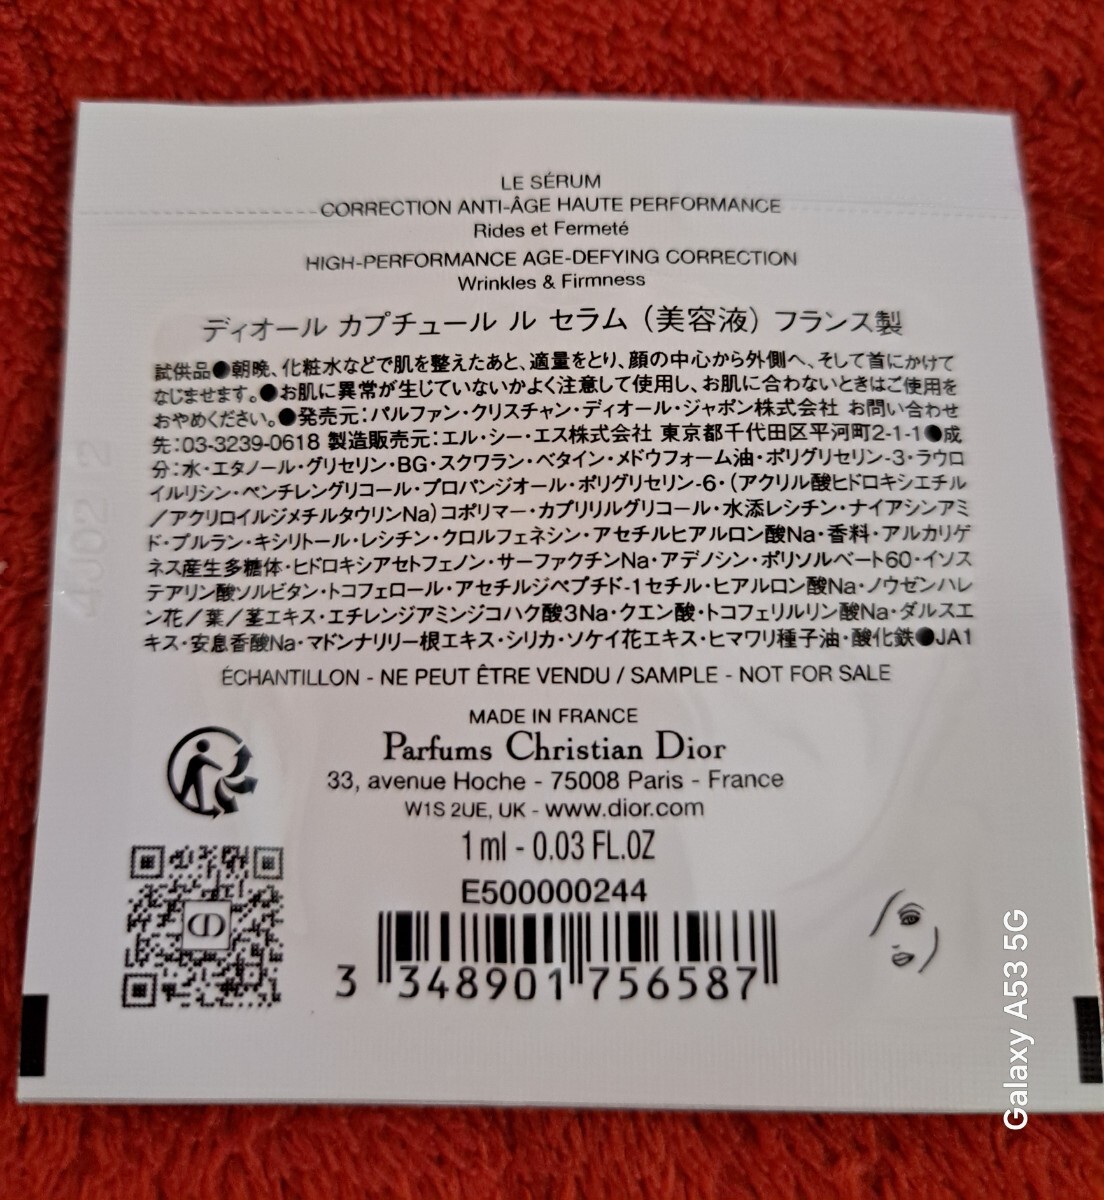 LE SÉRUM
CORRECTION ANTI-ÂGE HAUTE PERFORMANCE
Rides et Fermeté
HIGH-PERFORMANCE AGE-DEFYING CORRECTION
Wrinkles & Firmness
ディオール カプチュール ル セラム（美容液）フランス製
試供品●朝晩、化粧水などで肌を整えたあと、適量をとり、顔の中心から外側へ、そして首にかけて
なじませます。●お肌に異常が生じていないかよく注意して使用し、お肌に合わないときはご使用を
おやめください。●発売元：パルファン・クリスチャン・ディオール・ジャポン株式会社 お問い合わせ
先：03-3239-0618 製造販売元：エル・シー・エス株式会社 東京都千代田区平河町2-1-1●成
分：水・エタノール・グリセリン・BG・スクワラン・ベタイン・メドウフォーム油・ポリグリセリン-3・ラウロ
イルリシン・ペンチレングリコール・プロパンジオール・ポリグリセリン-6・（アクリル酸ヒドロキシエチル
／アクリロイルジメチルタウリンNa）コポリマー・カプリリルグリコール・水添レシチン・ナイアシンアミ
ド・プルラン・キシリトール・レシチン・クロルフェネシン・アセチルヒアルロン酸Na・香料・アルカリゲ
ネス産生多糖体・ヒドロキシアセトフェノン・サーファクチンNa・アデノシン・ポリソルベート60・イソス
テアリン酸ソルビタン・トコフェロール・アセチルジペプチド-1セチル・ヒアルロン酸Na・ノウゼンハレ
ン花／葉／茎エキス・エチレンジアミンジコハク酸3Na・クエン酸・トコフェリルリン酸Na・ダルスエ
キス・安息香酸Na・マドンナリリー根エキス・シリカ・ソケイ花エキス・ヒマワリ種子油・酸化鉄●JA1
ÉCHANTILLON - NE PEUT ÊTRE VENDU / SAMPLE - NOT FOR SALE
MADE IN FRANCE
Parfums Christian Dior
33, avenue Hoche - 75008 Paris - France
W1S 2UE, UK - www.dior.com
1 ml - 0.03 FL.OZ
E500000244
3 348901 756587
CD
Galaxy A53 5G